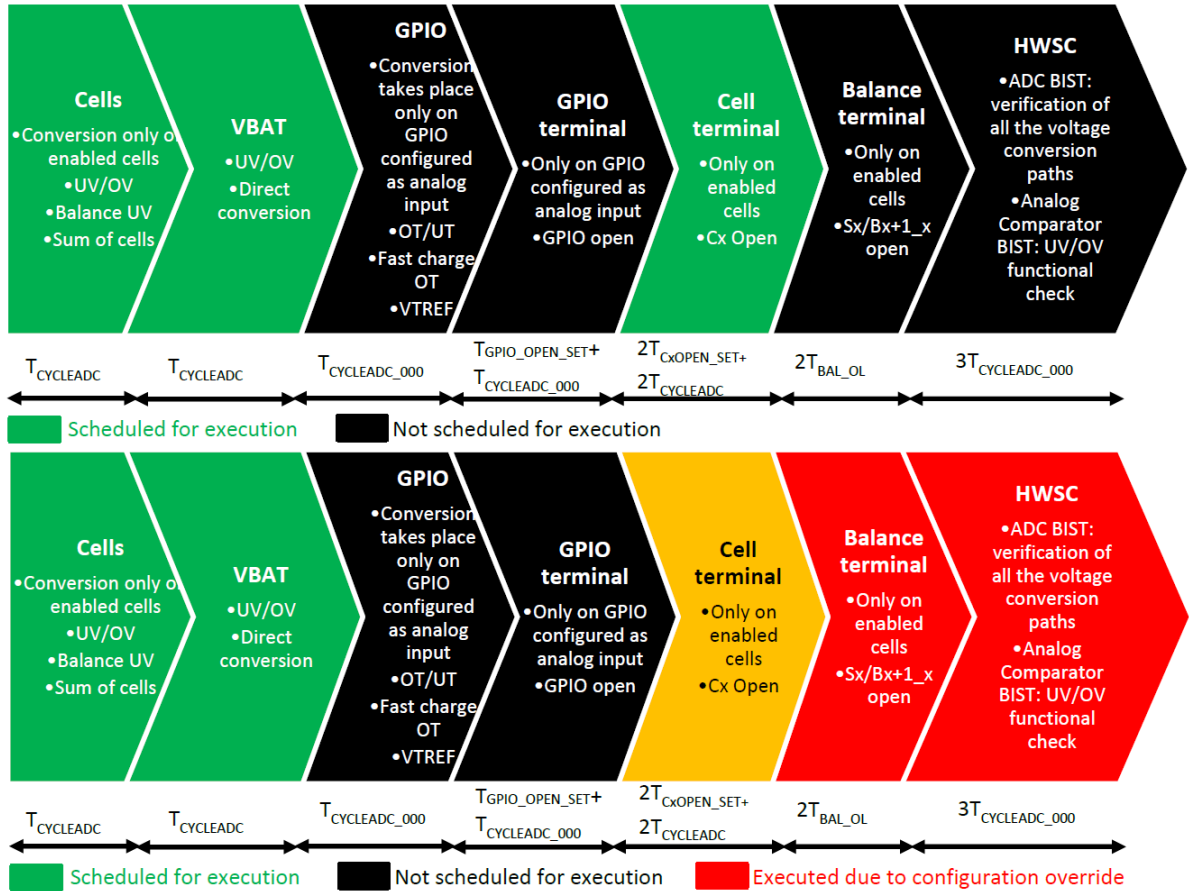 Cells
•Conversion only o
enabled cells
•UV/OV
•Balance UV
•Sum of cells
VBAT
•UV/OV
•Direct
conversion
GPIO
•Conversion
takes place
only on
GPIO
configured
as analog
input
•OT/UT
•Fast charge
OT
•VTREF
GPIO
terminal
•Only on GPIO
configured as
analog input
•GPIO open
Cell
terminal
•Only on
enabled
cells
•Cx Open
Balance
terminal
•Only on
enabled
cells
•Sx/Bx+1_x
open
HWSC
•ADC BIST:
verification of
all the voltage
conversion
paths
•Analog
Comparator
BIST: UV/OV
functional
check
TCYCLEADC
TCYCLEADC
TCYCLEADC_000
TGPIO_OPEN_SET+
TCYCLEADC_000
2TCxOPEN_SET+
2TCYCLEADC
2TBAL_OL
3TCYCLEADC_000
Scheduled for execution
Not scheduled for execution
Cells
•Conversion only o
enabled cells
•UV/OV
•Balance UV
•Sum of cells
VBAT
•UV/OV
•Direct
conversion
GPIO
•Conversion
takes place
only on
GPIO
configured
as analog
input
•OT/UT
•Fast charge
OT
•VTREF
GPIO
terminal
•Only on GPIO
configured as
analog input
•GPIO open
Cell
terminal
•Only on
enabled
cells
•Cx Open
Balance
terminal
•Only on
enabled
cells
•Sx/Bx+1_x
open
HWSC
•ADC BIST:
verification of
all the voltage
conversion
paths
•Analog
Comparator
BIST: UV/OV
functional
check
TCYCLEADC
TCYCLEADC
TCYCLEADC_000
TGPIO_OPEN_SET+
TCYCLEADC_000
2TCxOPEN_SET+
2TCYCLEADC
2TBAL_OL
3TCYCLEADC_000
Scheduled for execution
Not scheduled for execution
Executed due to configuration override